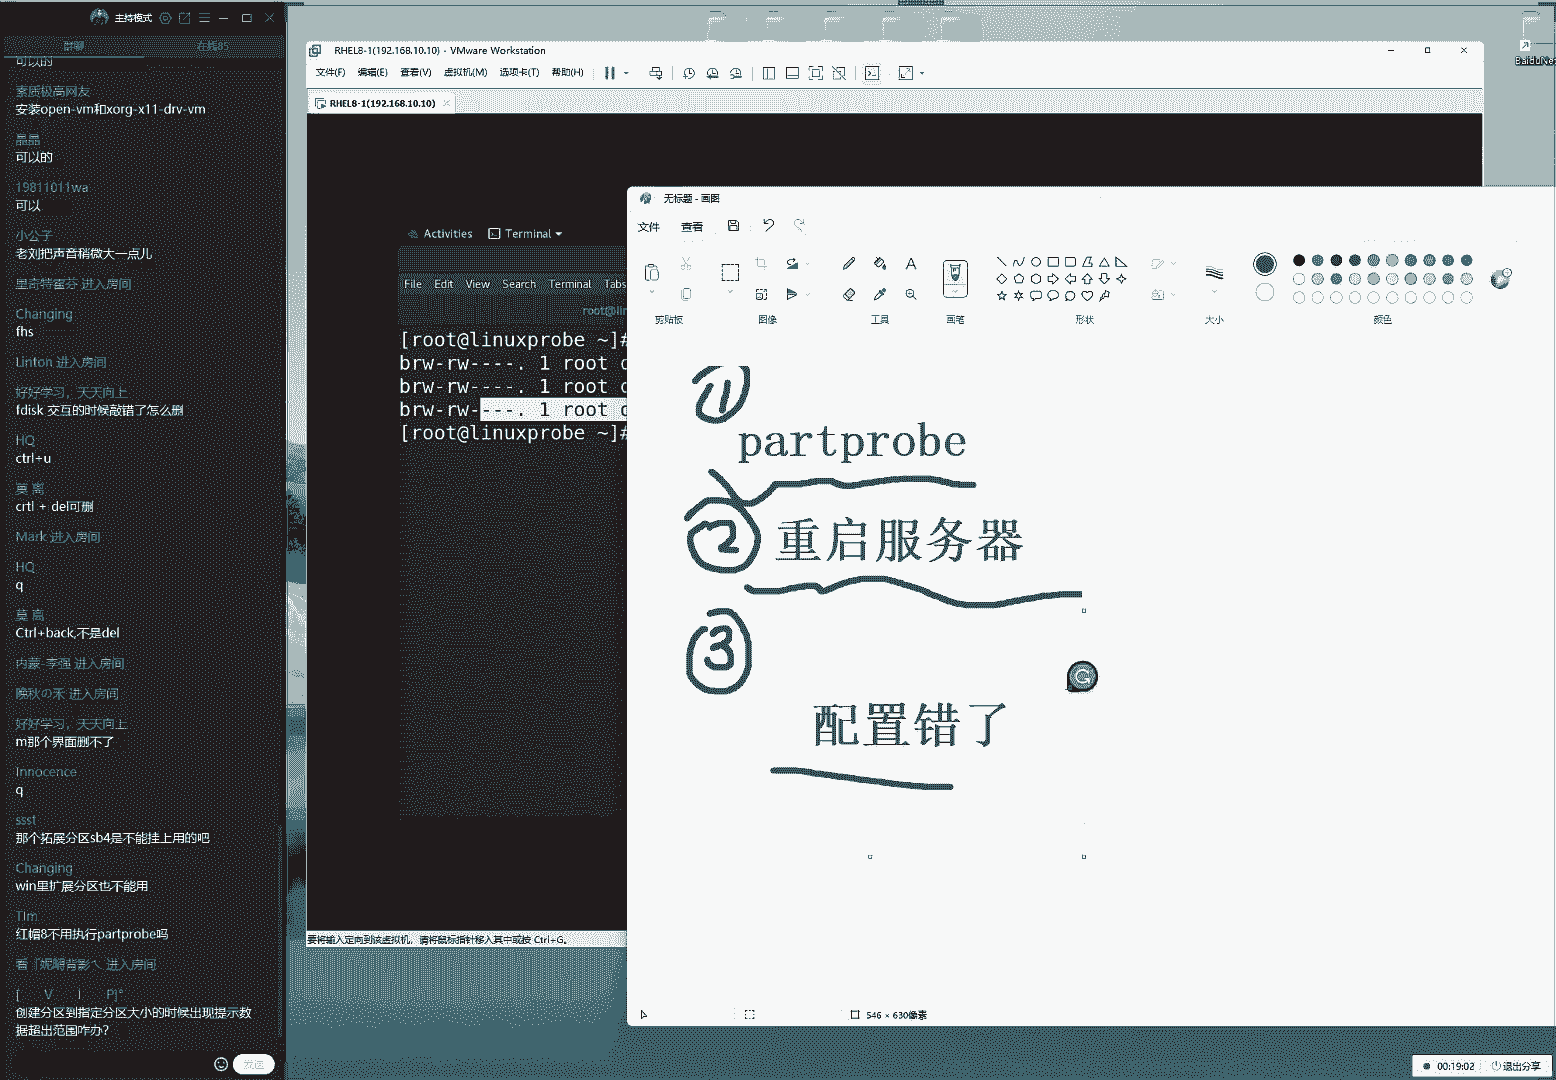 主持模式
群聊
在线85
可以的
素质极高网友
安装open-vm和xorg-x11-drv-vm
晶晶
可以的
19811011wa
可以
小公子
老刘把声音稍微大一点儿
里奇特蜜芬 进入房间
Changing
fhs
Linton 进入房间
好好学习，天天向上
fdisk 交互的时候敲错了怎么删
HQ
ctrl+u
莫 离
crtl + del可删
Mark 进入房间
HQ
q
莫 离
Ctrl+back,不是del
内蒙-李强 进入房间
晚秋の禾 进入房间
好好学习，天天向上
m那个界面删不了
Innocence
q
ssst
那个拓展分区sb4是不能挂上用的吧
Changing
win里扩展分区也不能用
TIm
红帽8不用执行partprobe吗
进入房间
[ V I P]°
创建分区到指定分区大小的时候出现提示数
据超出范围咋办?
发送
RHEL8-1(192.168.10.10) - VMware Workstation
文件(F) 编辑(E) 查看(V) 虚拟机(M) 选项卡(T) 帮助(H)
RHEL8-1(192.168.10.10)
Activities Terminal
File Edit View Search Terminal Tabs
root@lin
[root@linuxprobe ~]#
brw-rw----. 1 root
brw-rw----. 1 root
brw-rw----. 1 root
[root@linuxprobe ~]#
要将输入定向到该虚拟机，请将鼠标指针移入其中或按 Ctrl+G。
无标题 - 画图
文件 查看
A
剪贴板 图像 工具 画笔 形状 大小 颜色
①
partprobe
②重启服务器
③
配置错了
546 × 630像素
BaiduNet
00:19:02 退出分享